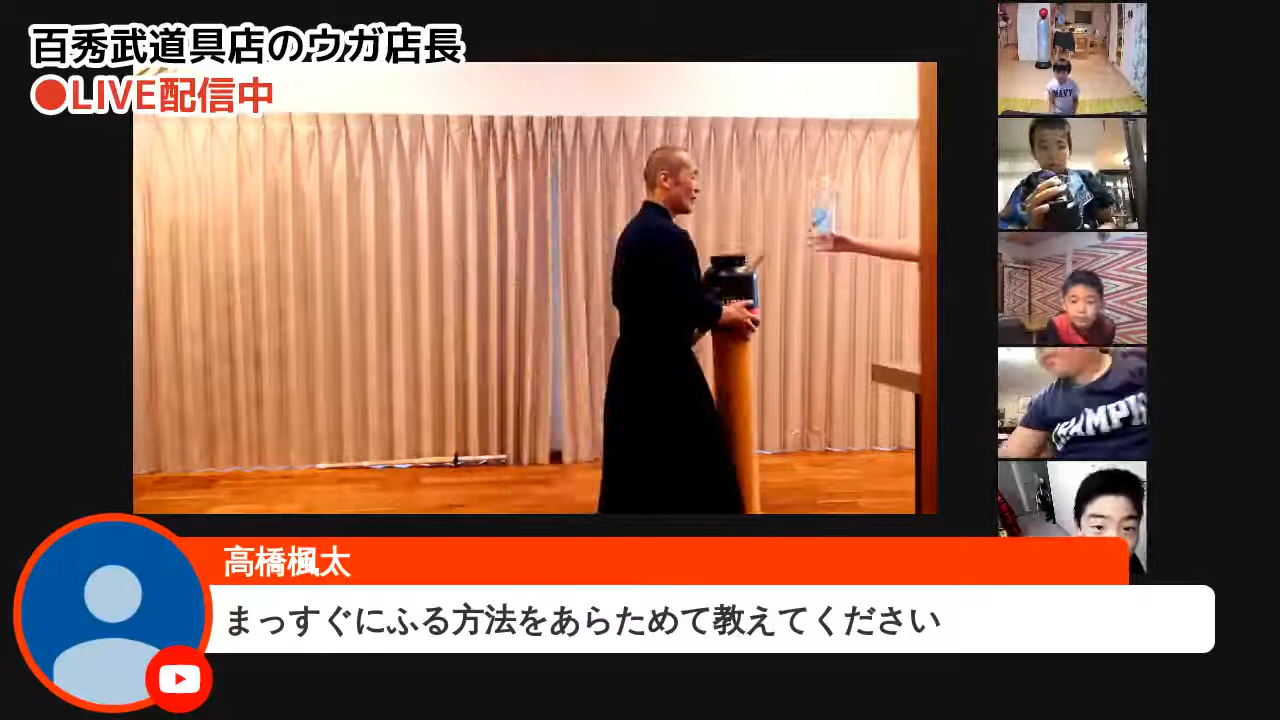 百秀武道具店のウガ店長
●LIVE配信中
NAVY
CHAMPION
高橋楓太
まっすぐにふる方法をあらためて教えてください